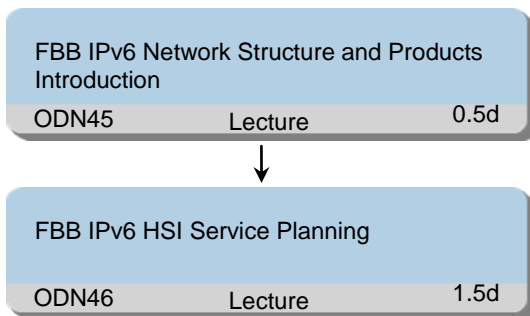 FBB IPv6 Network Structure and Products
Introduction
ODN45 Lecture 0.5d
FBB IPv6 HSI Service Planning
ODN46 Lecture 1.5d